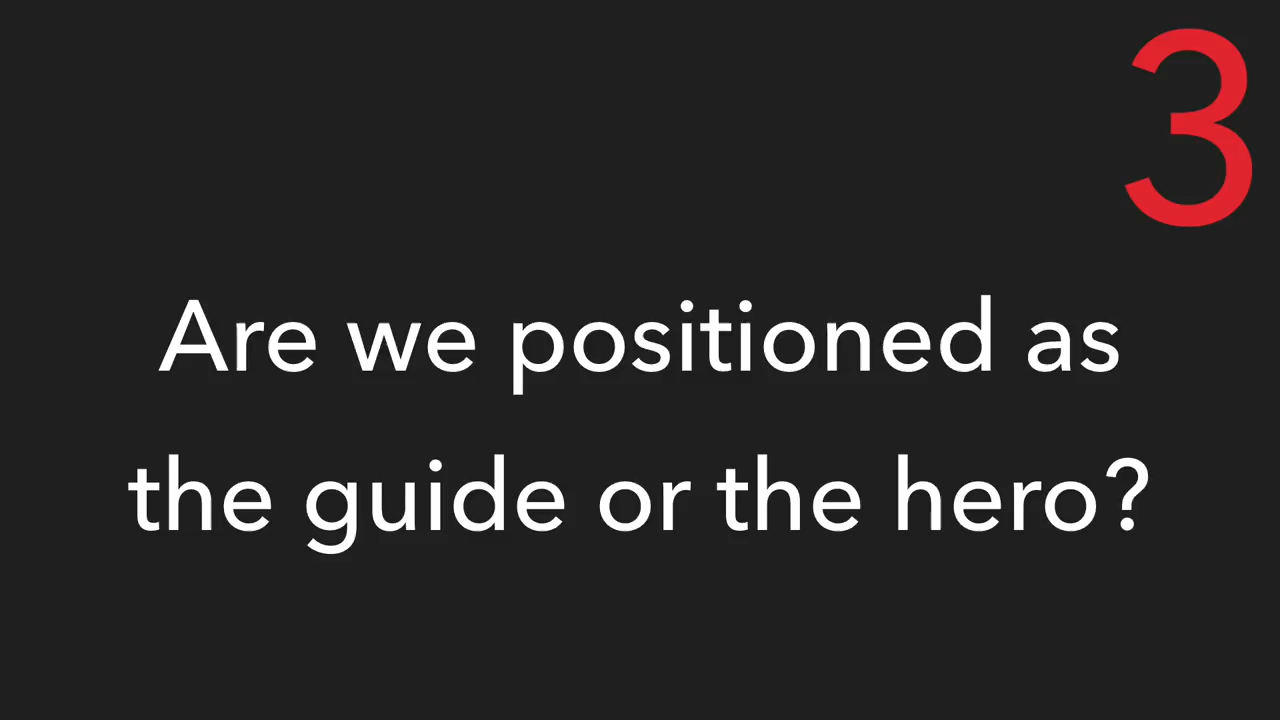 3
Are we positioned as
the guide or the hero?